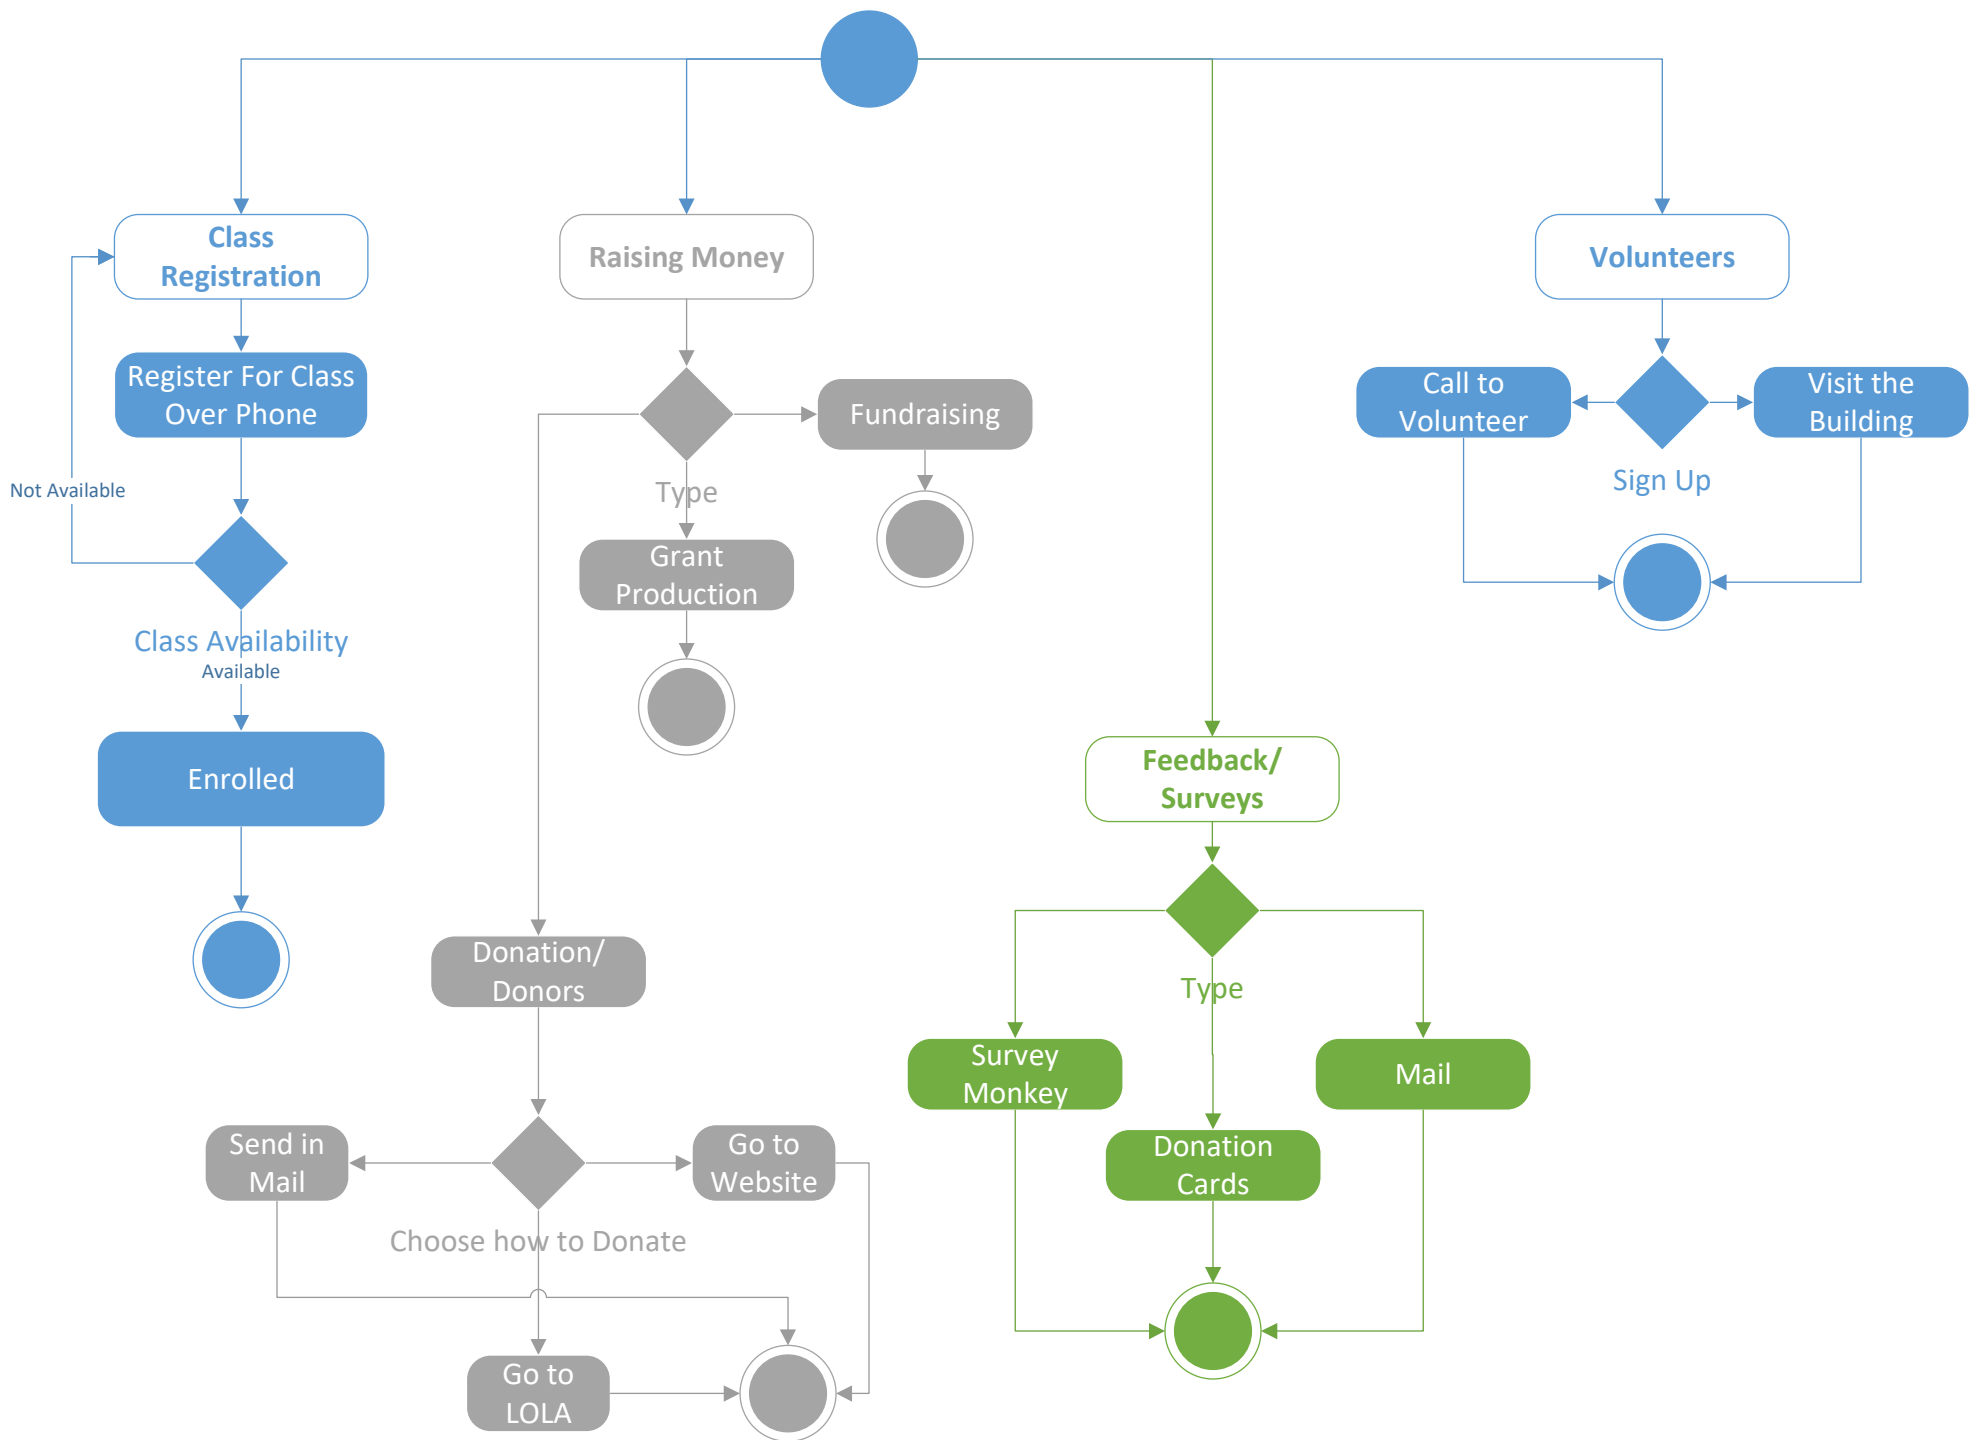 Class
Registration
Raising Money
Volunteers
Register For Class
Over Phone
Fundraising
Call to
Volunteer
Visit the
Building
Sign Up
Not Available
Type
Grant
Production
Class Availability
Available
Enrolled
Feedback/
Surveys
Donation/
Donors
Type
Survey
Monkey
Mail
Donation
Cards
Send in
Mail
Go to
Website
Choose how to Donate
Go to
LOLA